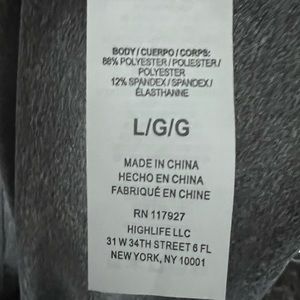 BODY / CUERPO / CORPS:
88% POLYESTER / POLIESTER /
POLYESTER
12% SPANDEX / SPANDEX /
ÉLASTHANNE
L/G/G
MADE IN CHINA
HECHO EN CHINA
FABRIQUÉ EN CHINE
RN 117927
HIGHLIFE LLC
31 W 34TH STREET 6 FL
NEW YORK, NY 10001